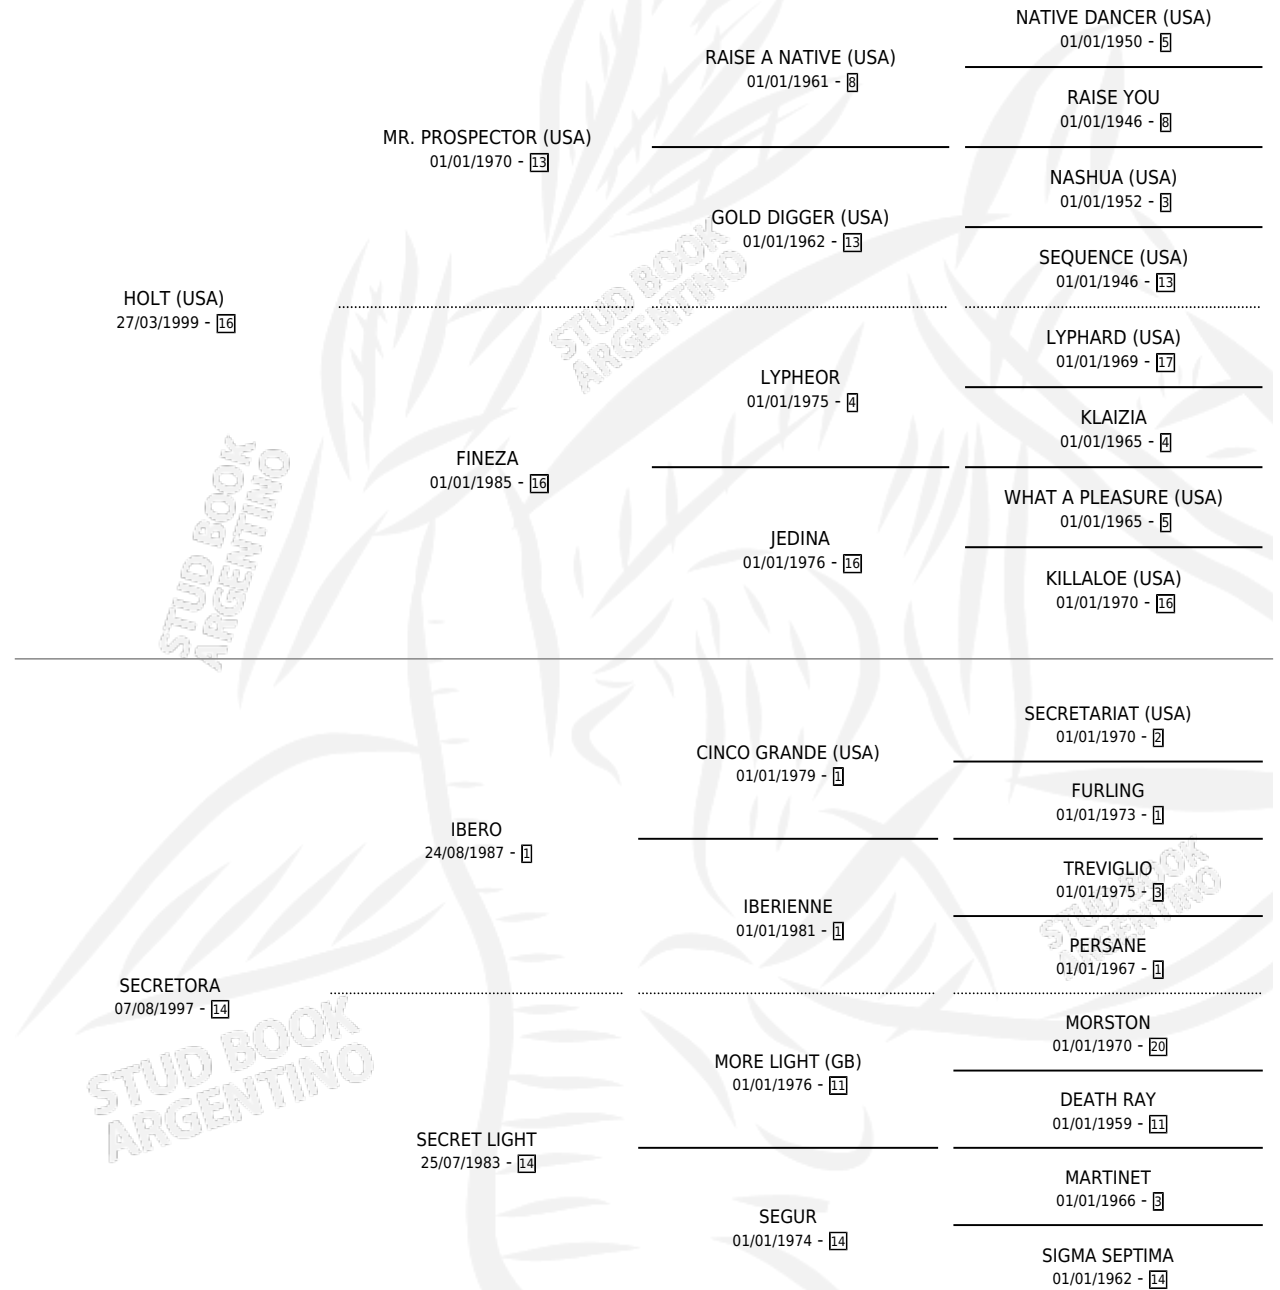 NATIVE DANCER (USA)
01/01/1950 - 5
RAISE A NATIVE (USA)
01/01/1961 - 8
RAISE YOU
01/01/1946 - 8
MR. PROSPECTOR (USA)
01/01/1970 - 13
NASHUA (USA)
01/01/1952 - 3
GOLD DIGGER (USA)
01/01/1962 - 13
SEQUENCE (USA)
01/01/1946 - 13
HOLT (USA)
27/03/1999 - 16
LYPHARD (USA)
01/01/1969 - 17
LYPHEOR
01/01/1975 - 4
KLAIZIA
01/01/1965 - 4
FINEZA
01/01/1985 - 16
WHAT A PLEASURE (USA)
01/01/1965 - 5
JEDINA
01/01/1976 - 16
KILLALOE (USA)
01/01/1970 - 16
SECRETARIAT (USA)
01/01/1970 - 2
CINCO GRANDE (USA)
01/01/1979 - 1
FURLING
01/01/1973 - 1
IBERO
24/08/1987 - 1
TREVIGLIO
01/01/1975 - 3
IBERIENNE
01/01/1981 - 1
PERSANE
01/01/1967 - 1
SECRETORA
07/08/1997 - 14
MORSTON
01/01/1970 - 20
MORE LIGHT (GB)
01/01/1976 - 11
DEATH RAY
01/01/1959 - 11
SECRET LIGHT
25/07/1983 - 14
MARTINET
01/01/1966 - 3
SEGUR
01/01/1974 - 14
SIGMA SEPTIMA
01/01/1962 - 14
STUD BOOK
ARGENTINO
STUD BOOK
ARGENTINO
STUD BOOK
ARGENTINO
STUD BOOK
ARGENTINO